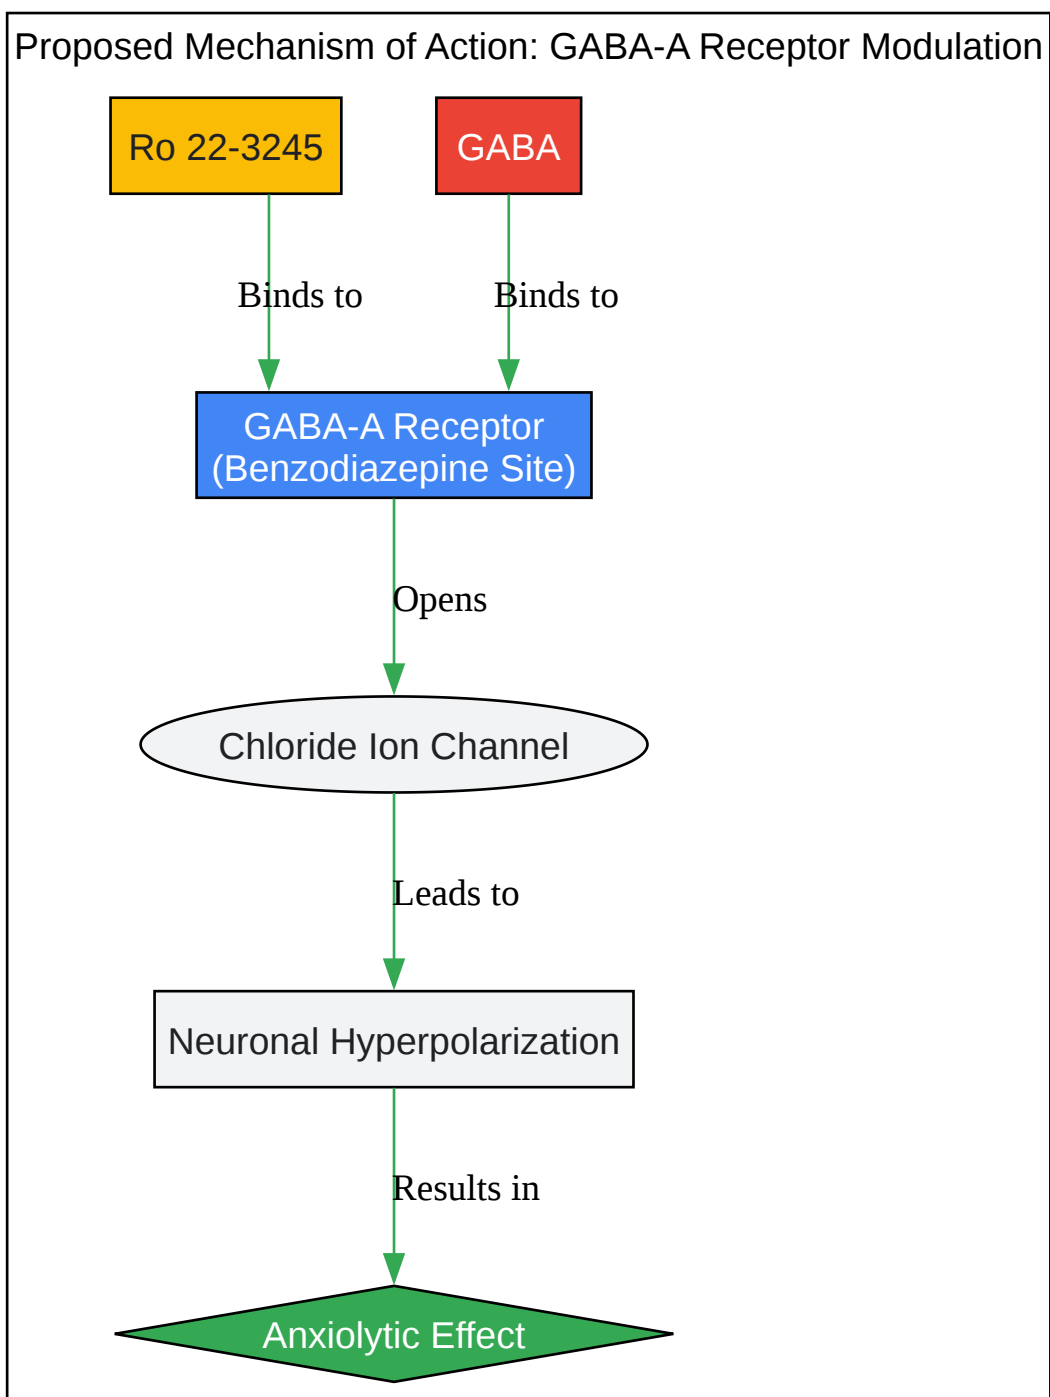 Proposed Mechanism of Action: GABA-A Receptor Modulation
Ro 22-3245
GABA
Binds to
Binds to
GABA-A Receptor
(Benzodiazepine Site)
Opens
Chloride Ion Channel
Leads to
Neuronal Hyperpolarization
Results in
Anxiolytic Effect